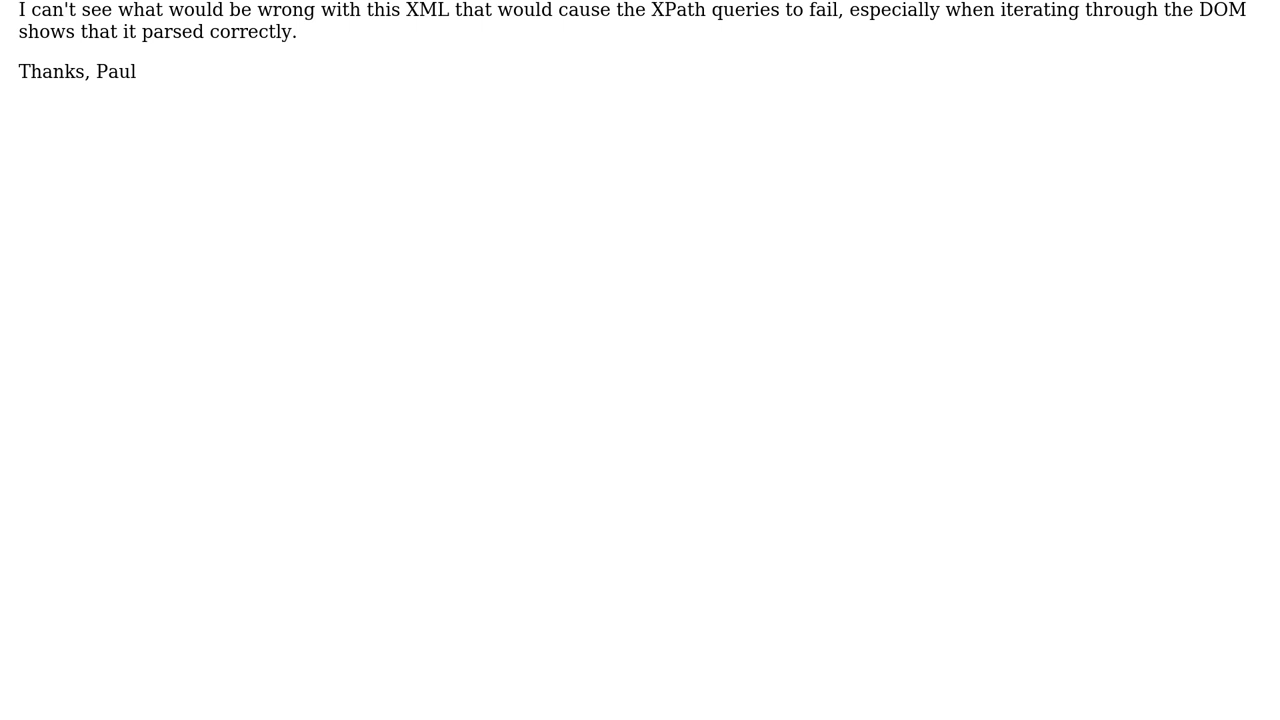 I can't see what would be wrong with this XML that would cause the XPath queries to fail, especially when iterating through the DOM
shows that it parsed correctly.
Thanks, Paul